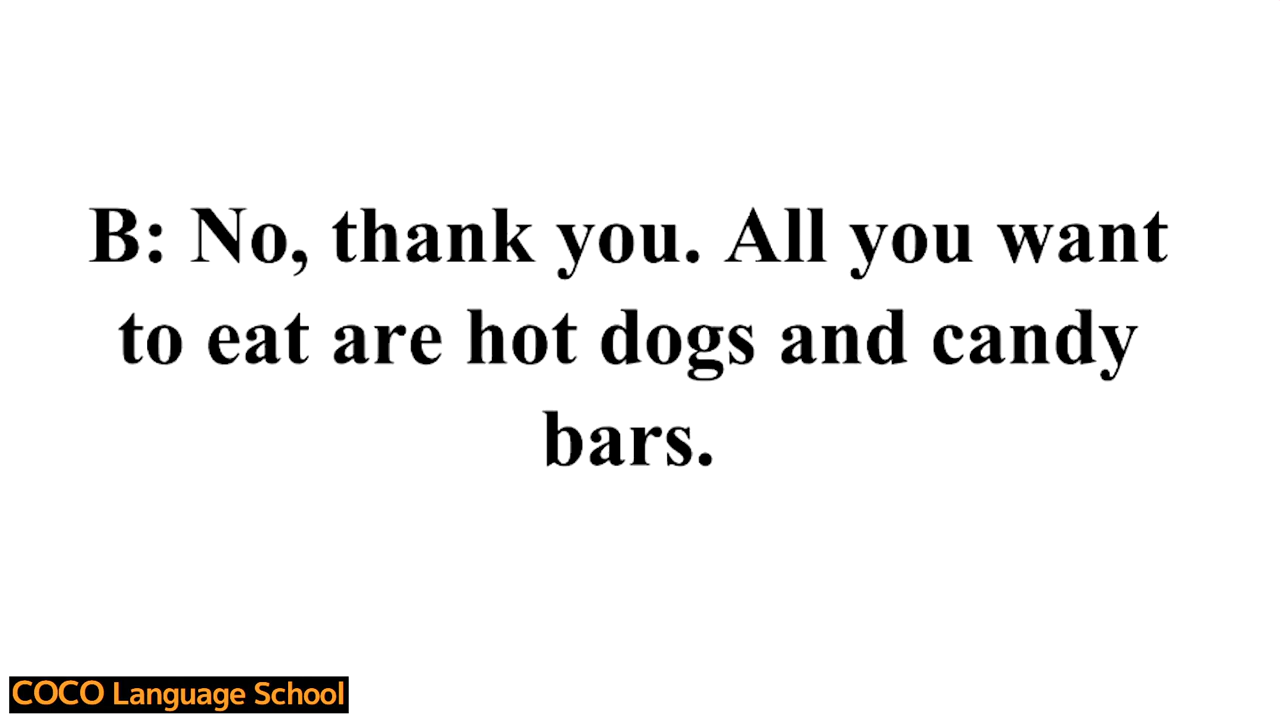 B: No, thank you. All you want
to eat are hot dogs and candy
bars.
COCO Language School